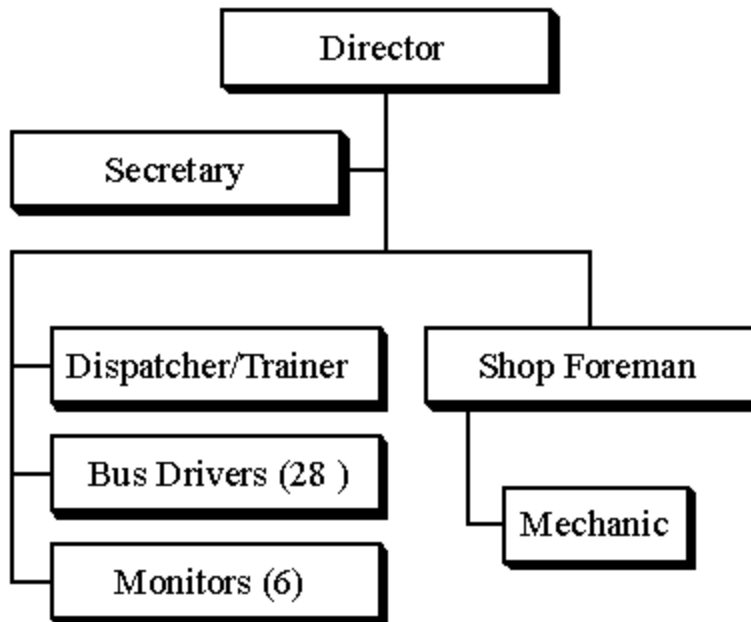 Director
Secretary
Dispatcher/Trainer
Shop Foreman
Bus Drivers (28 )
Mechanic
Monitors (6)